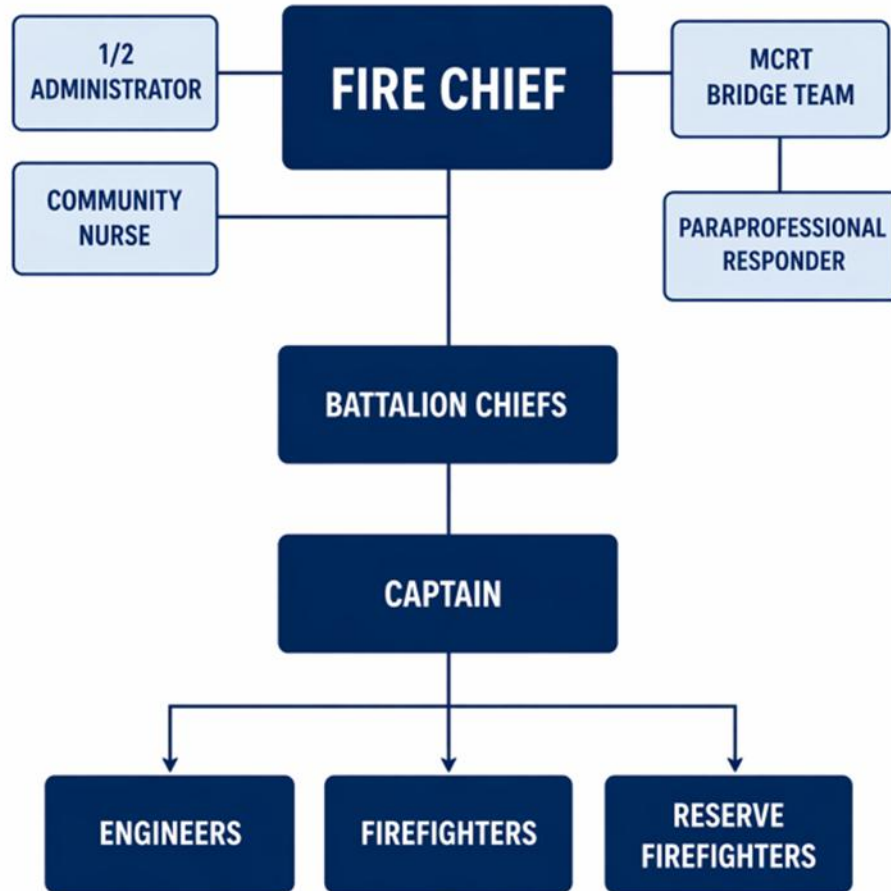 1/2
ADMINISTRATOR
FIRE CHIEF
MCRT
BRIDGE TEAM
COMMUNITY
NURSE
PARAPROFESSIONAL
RESPONDER
BATTALION CHIEFS
CAPTAIN
ENGINEERS
FIREFIGHTERS
RESERVE
FIREFIGHTERS